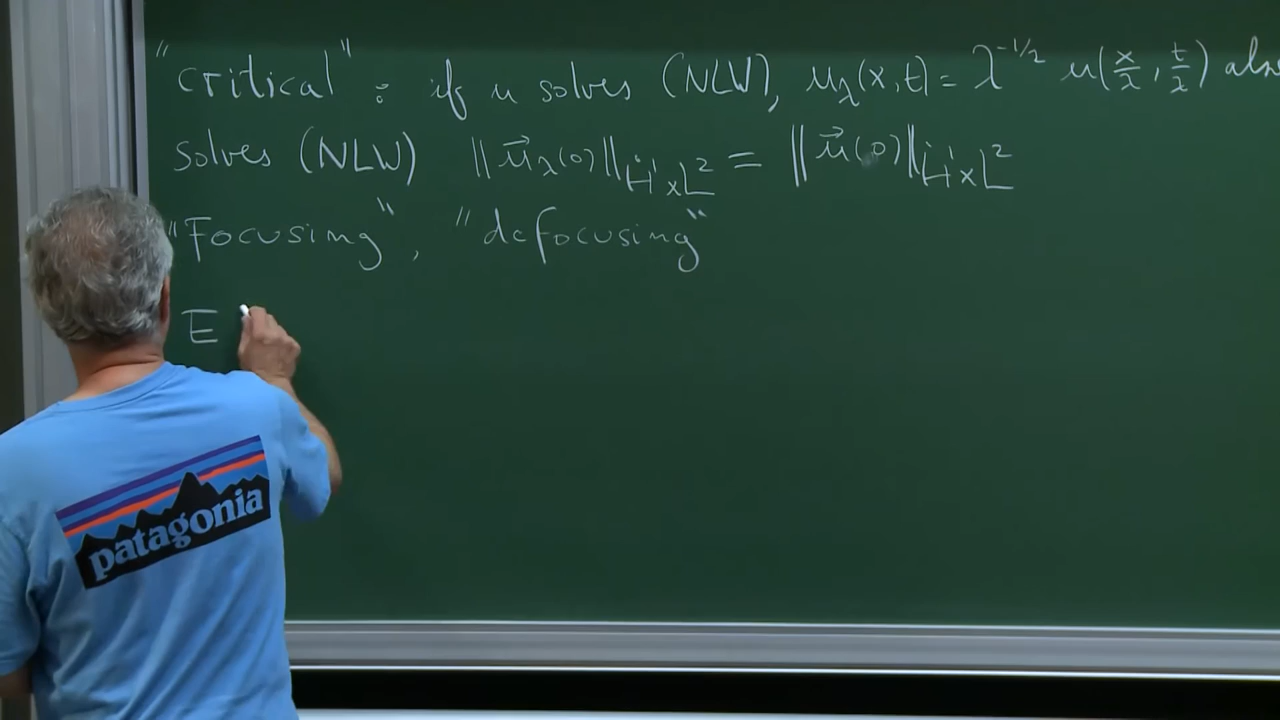 "critical" : if u solves (NLW), u_λ(x,t) = λ^{-1/2} u(x/λ, t/λ) also
solves (NLW) ‖u⃗_λ(0)‖_{Ḣ¹×L²} = ‖u⃗(0)‖_{Ḣ¹×L²}
"Focusing", "defocusing"
E
patagonia